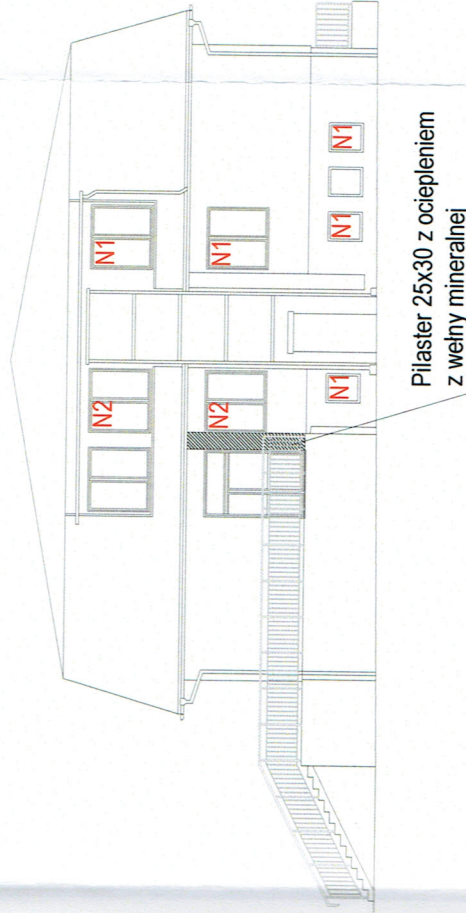 N1
N1
N1
N1
N2
N2
N1
Pilaster 25x30 z ociepleniem
z wełny mineralnej